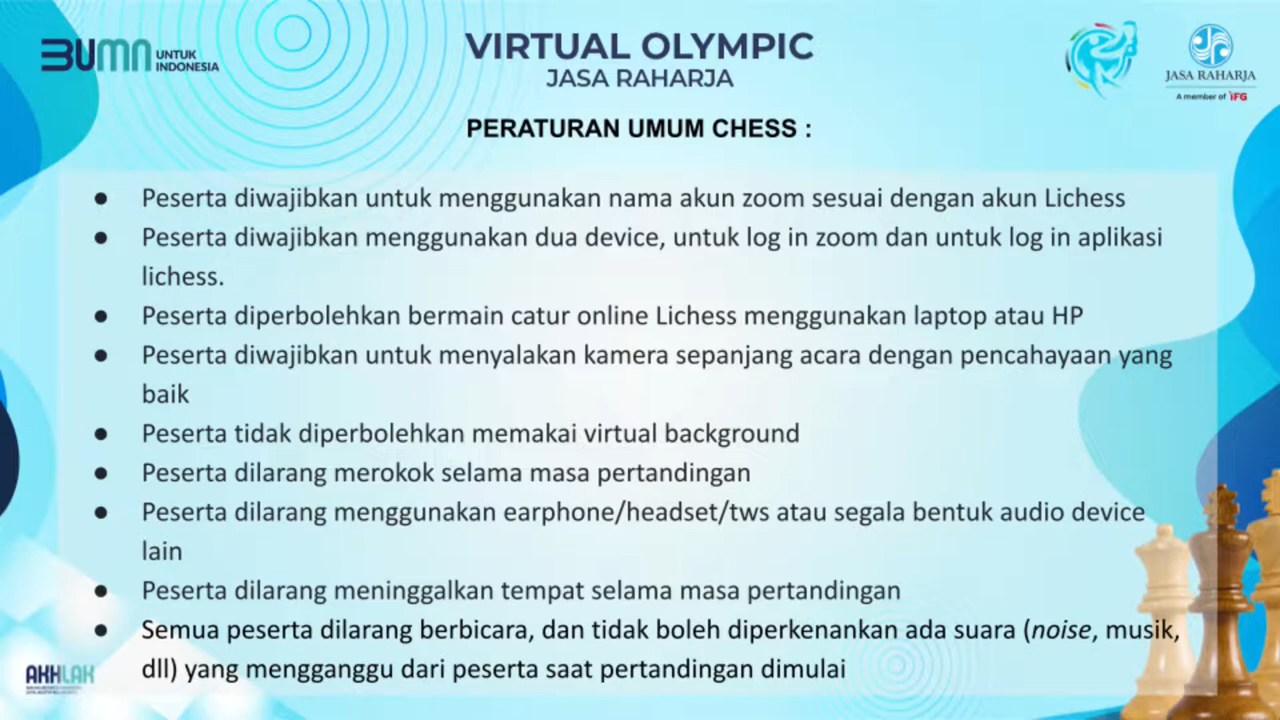 BUMN UNTUK
INDONESIA
VIRTUAL OLYMPIC
JASA RAHARJA
JASA RAHARJA
A member of IFG
PERATURAN UMUM CHESS :
● Peserta diwajibkan untuk menggunakan nama akun zoom sesuai dengan akun Lichess
● Peserta diwajibkan menggunakan dua device, untuk log in zoom dan untuk log in aplikasi
lichess.
● Peserta diperbolehkan bermain catur online Lichess menggunakan laptop atau HP
● Peserta diwajibkan untuk menyalakan kamera sepanjang acara dengan pencahayaan yang
baik
● Peserta tidak diperbolehkan memakai virtual background
● Peserta dilarang merokok selama masa pertandingan
● Peserta dilarang menggunakan earphone/headset/tws atau segala bentuk audio device
lain
● Peserta dilarang meninggalkan tempat selama masa pertandingan
● Semua peserta dilarang berbicara, dan tidak boleh diperkenankan ada suara (noise, musik,
dll) yang mengganggu dari peserta saat pertandingan dimulai
AKHLAK